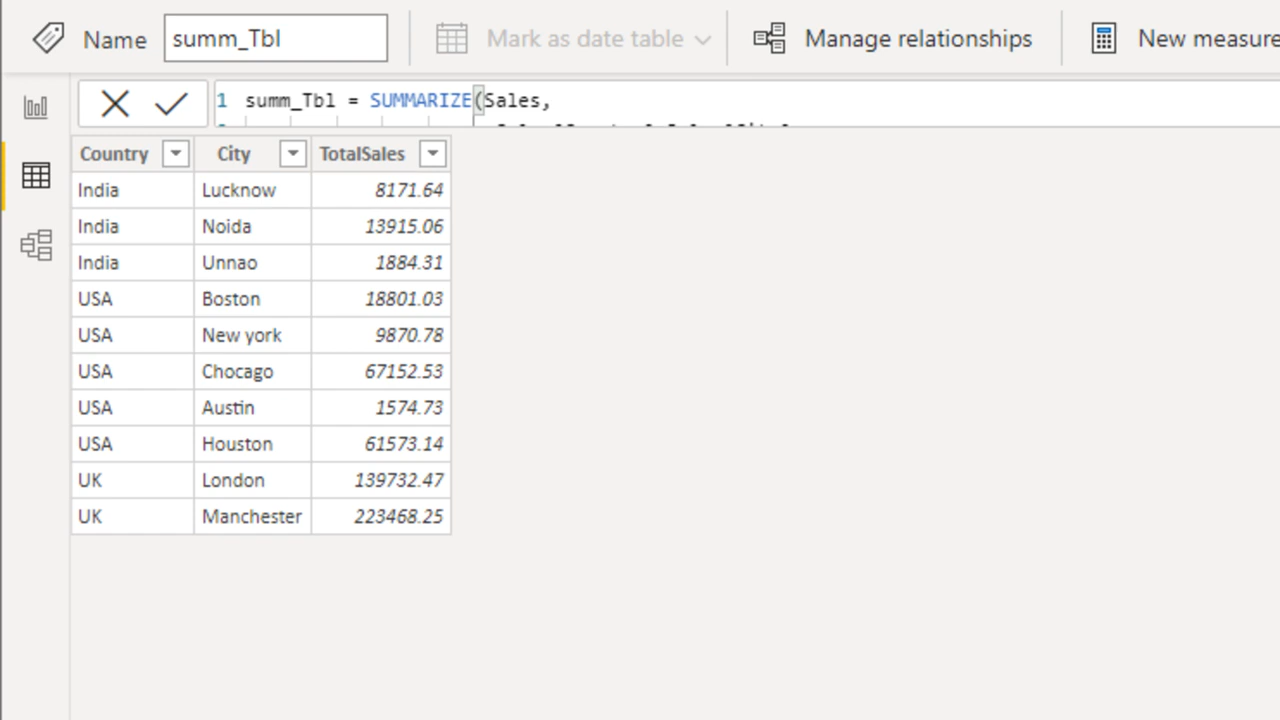 Name summ_Tbl Mark as date table Manage relationships New measure
1 summ_Tbl = SUMMARIZE(Sales,
Country City TotalSales
India Lucknow 8171.64
India Noida 13915.06
India Unnao 1884.31
USA Boston 18801.03
USA New york 9870.78
USA Chocago 67152.53
USA Austin 1574.73
USA Houston 61573.14
UK London 139732.47
UK Manchester 223468.25